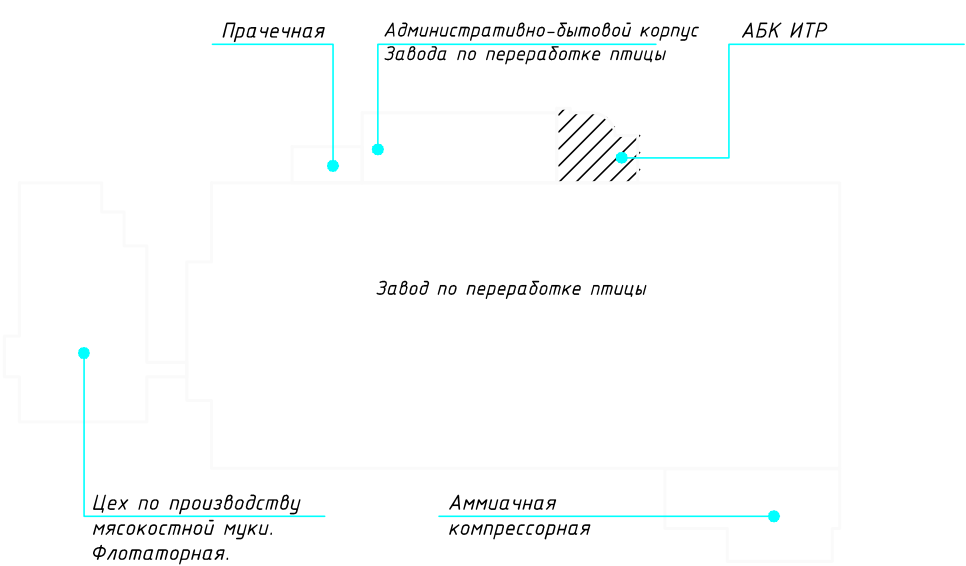 Прачечная
Административно-бытовой корпус
Завода по переработке птицы
АБК ИТР
Завод по переработке птицы
Цех по производству
мясокостной муки.
Флотаторная.
Аммиачная
компрессорная